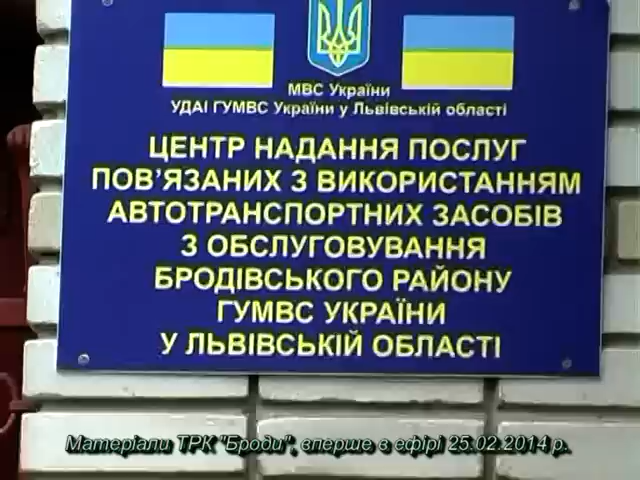 МВС України
УДАІ ГУМВС України у Львівській області
ЦЕНТР НАДАННЯ ПОСЛУГ
ПОВ’ЯЗАНИХ З ВИКОРИСТАННЯМ
АВТОТРАНСПОРТНИХ ЗАСОБІВ
З ОБСЛУГОВУВАННЯ
БРОДІВСЬКОГО РАЙОНУ
ГУМВС УКРАЇНИ
У ЛЬВІВСЬКІЙ ОБЛАСТІ
Матеріали ТРК "Броди", вперше в ефірі 25.02.2014 р.